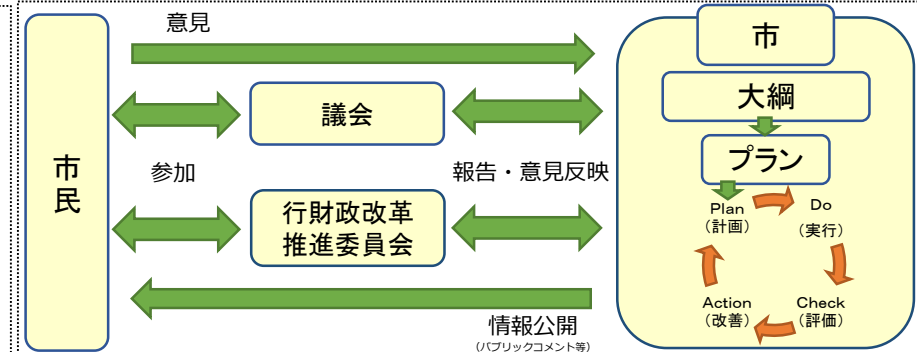 意見
市
大綱
プラン
議会
市民
参加
報告・意見反映
行財政改革
推進委員会
Plan
（計画）
Do
（実行）
Action
（改善）
Check
（評価）
情報公開
（パブリックコメント等）